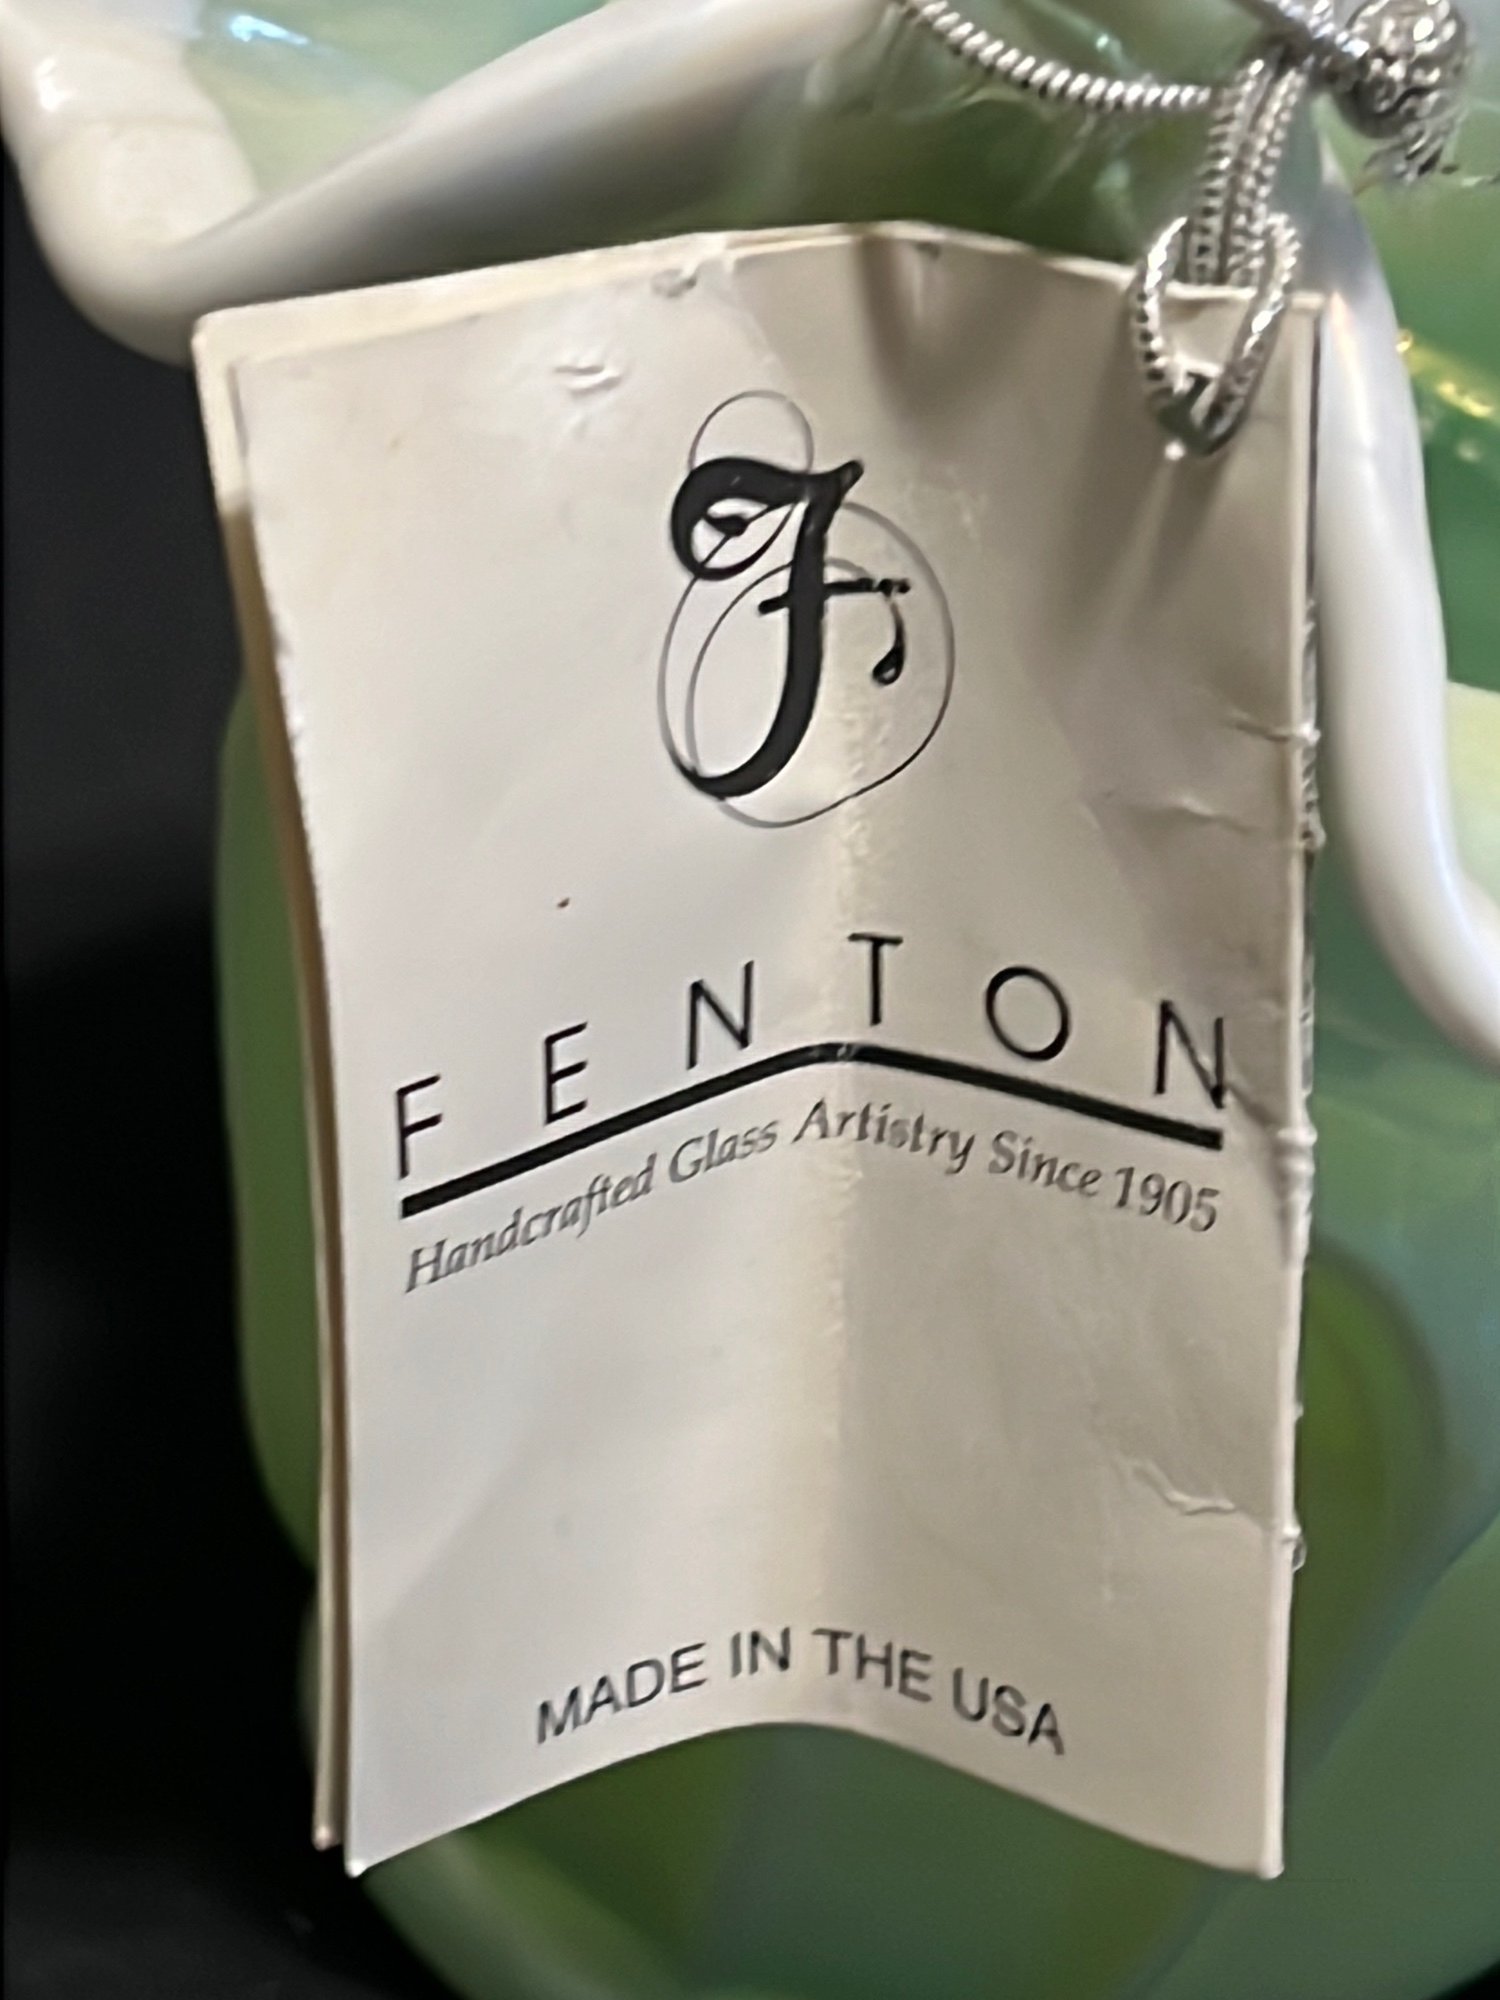 F
FENTON
Handcrafted Glass Artistry Since 1905
MADE IN THE USA